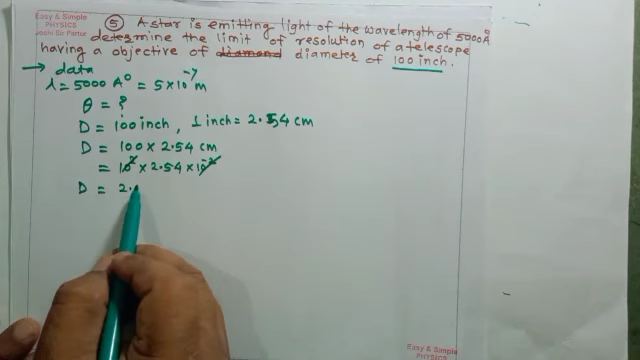 Easy & Simple
PHYSICS
Joshi Sir Partur
⑤ A star is emitting light of the wavelength of 5000Å
determine the limit of resolution of a telescope
having a objective of diamond diameter of 100 inch.
→ data
λ = 5000 A⁰ = 5 × 10⁻⁷ m
θ = ?
D = 100 inch , 1 inch = 2.54 cm
D = 100 × 2.54 cm
= 10² × 2.54 × 10⁻²
D = 2.
Easy & Simple
PHYSICS